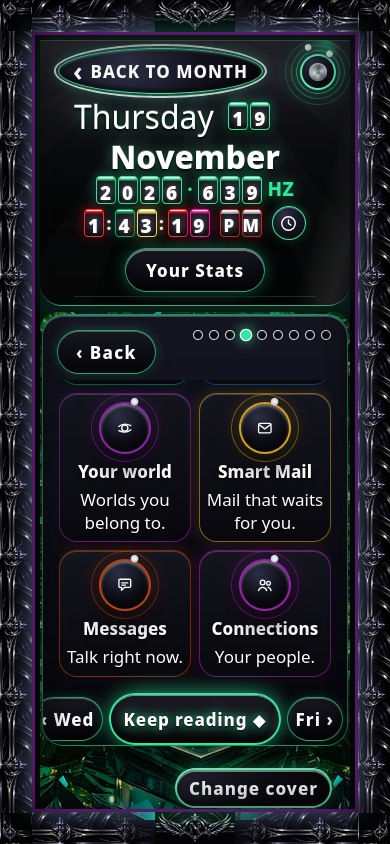 ‹ BACK TO MONTH
Thursday 19
November
2026 · 639 HZ
1:43:19 PM
Your Stats
‹ Back
Your world
Worlds you
belong to.
Smart Mail
Mail that waits
for you.
Messages
Talk right now.
Connections
Your people.
‹ Wed
Keep reading ◆
Fri ›
Change cover